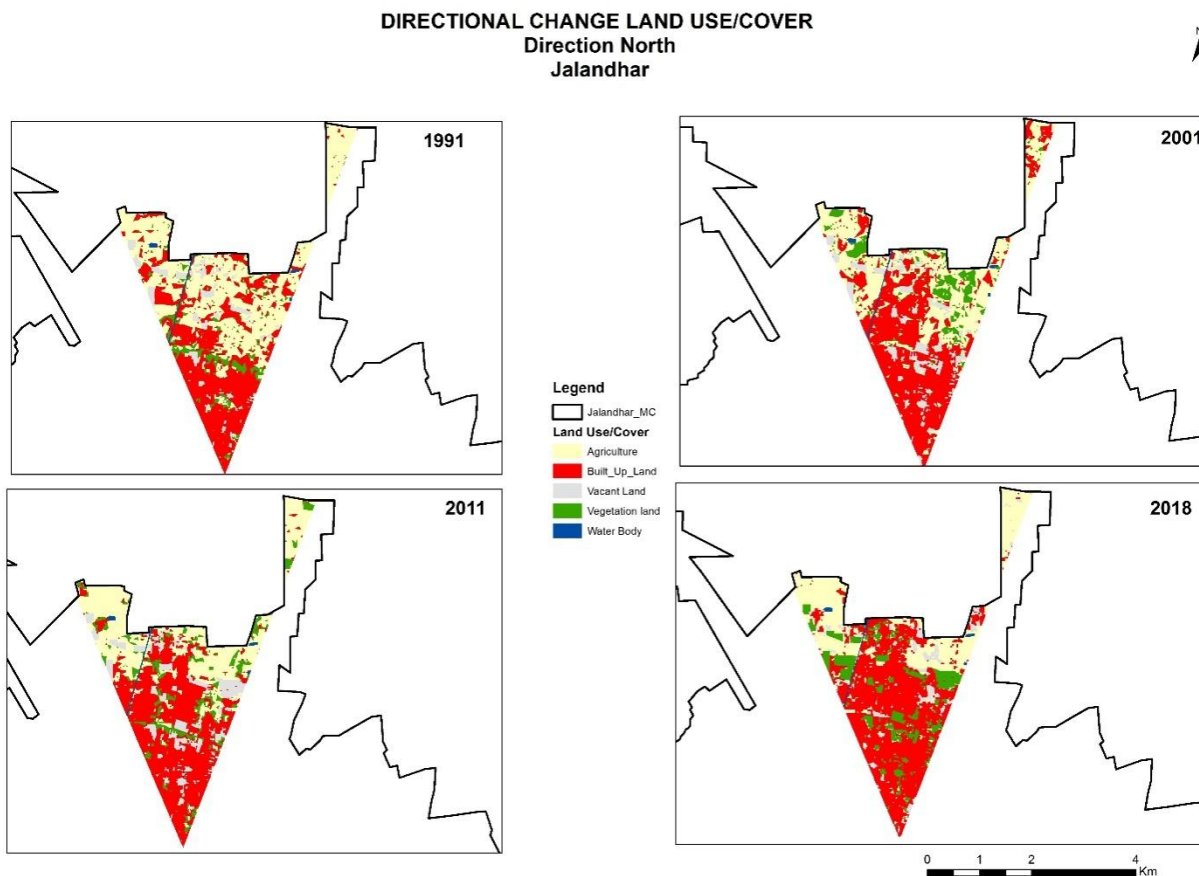 DIRECTIONAL CHANGE LAND USE/COVER
Direction North
Jalandhar
N
1991
2001
Legend
Jalandhar_MC
Land Use/Cover
Agriculture
Built_Up_Land
Vacant Land
Vegetation land
Water Body
2011
2018
0 1 2 4
Km